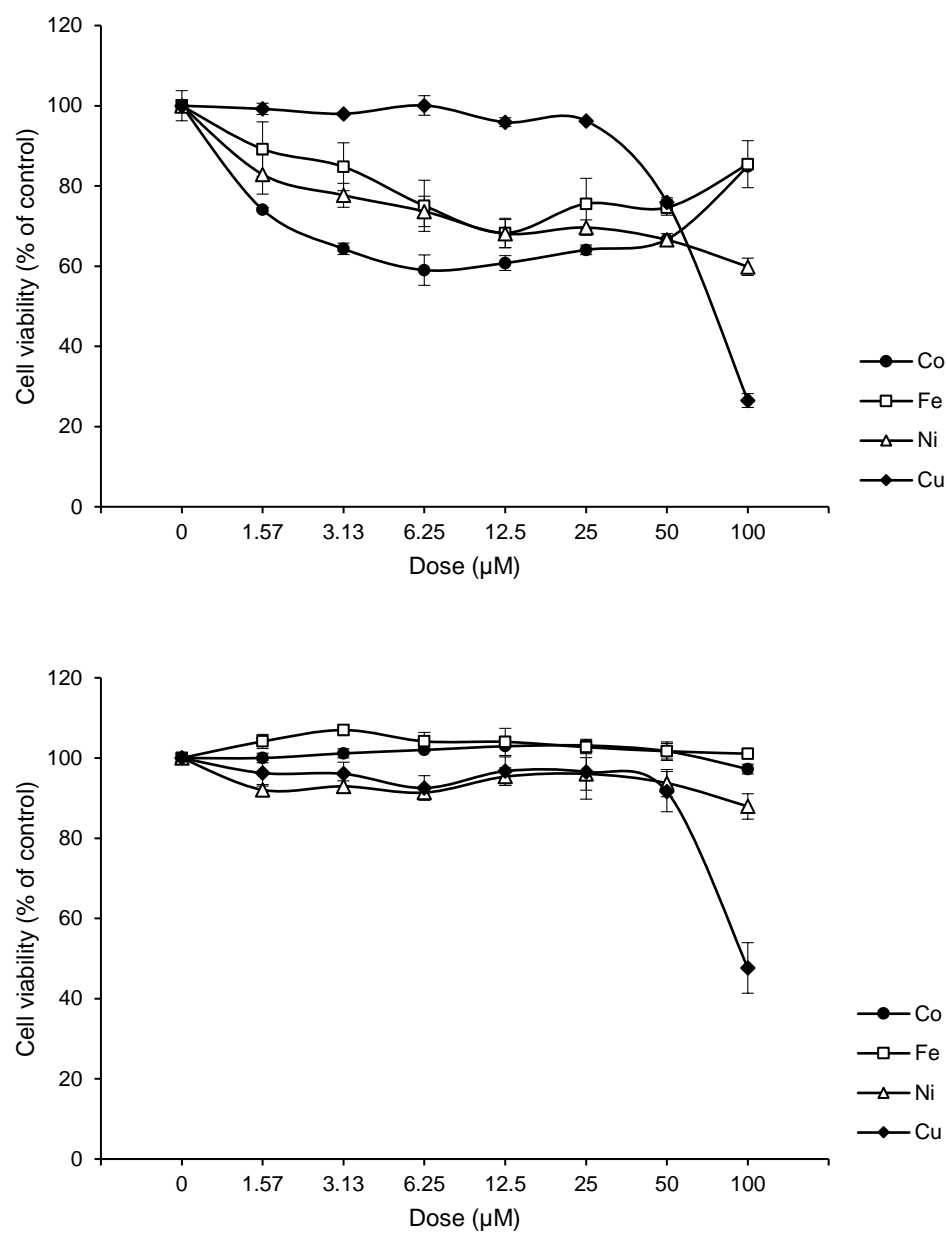 120
100
80
60
40
20
0
Cell viability (% of control)
0 1.57 3.13 6.25 12.5 25 50 100
Dose (µM)
Co
Fe
Ni
Cu
120
100
80
60
40
20
0
Cell viability (% of control)
0 1.57 3.13 6.25 12.5 25 50 100
Dose (µM)
Co
Fe
Ni
Cu